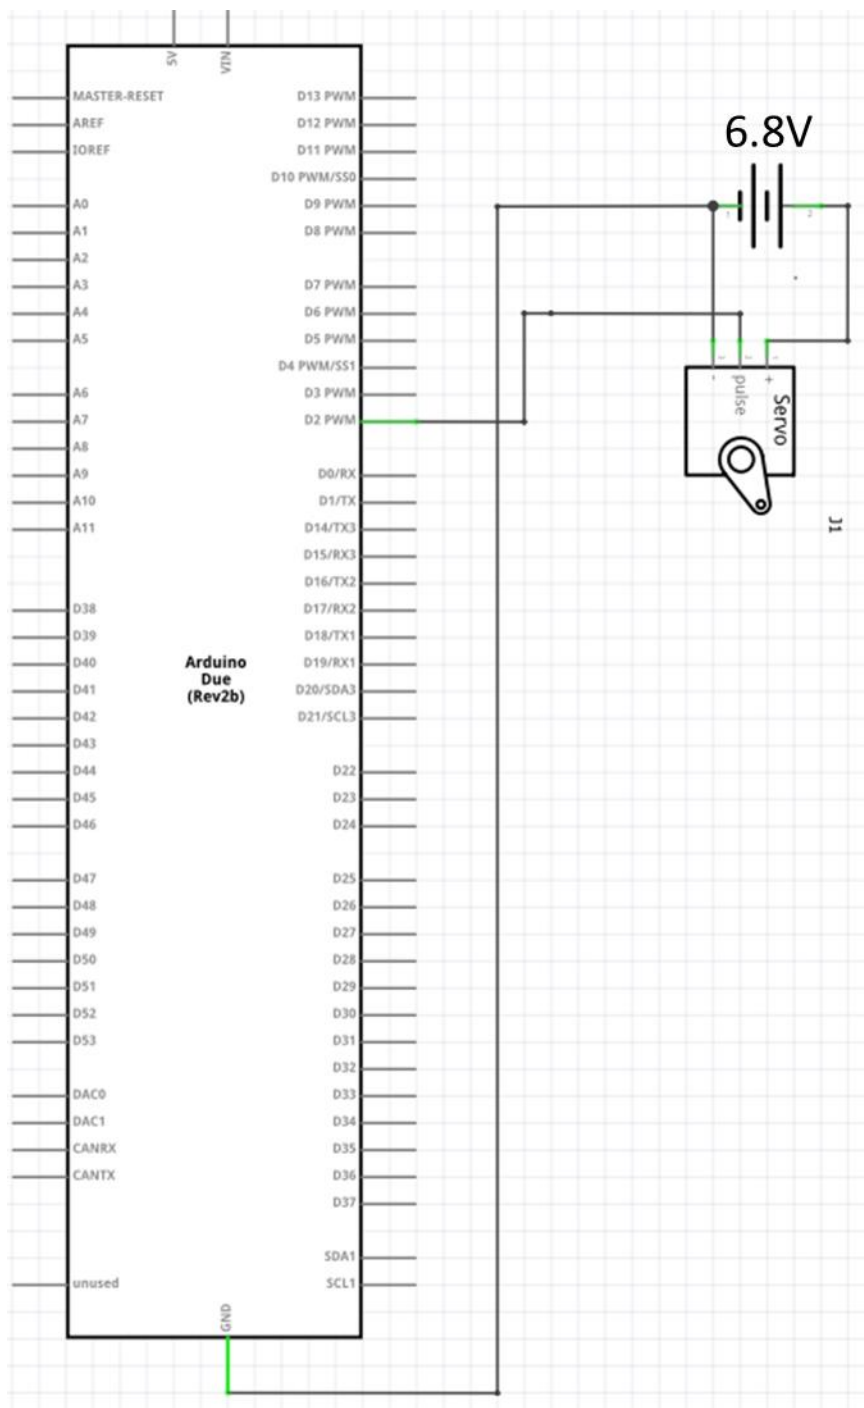 5V
VIN
MASTER-RESET
AREF
IOREF
A0
A1
A2
A3
A4
A5
A6
A7
A8
A9
A10
A11
D38
D39
D40
D41
D42
D43
D44
D45
D46
D47
D48
D49
D50
D51
D52
D53
DAC0
DAC1
CANRX
CANTX
unused
Arduino
Due
(Rev2b)
D13 PWM
D12 PWM
D11 PWM
D10 PWM/SS0
D9 PWM
D8 PWM
D7 PWM
D6 PWM
D5 PWM
D4 PWM/SS1
D3 PWM
D2 PWM
D0/RX
D1/TX
D14/TX3
D15/RX3
D16/TX2
D17/RX2
D18/TX1
D19/RX1
D20/SDA3
D21/SCL3
D22
D23
D24
D25
D26
D27
D28
D29
D30
D31
D32
D33
D34
D35
D36
D37
SDA1
SCL1
GND
6.8V
1
2
3
2
1
-
pulse
+
Servo
J1